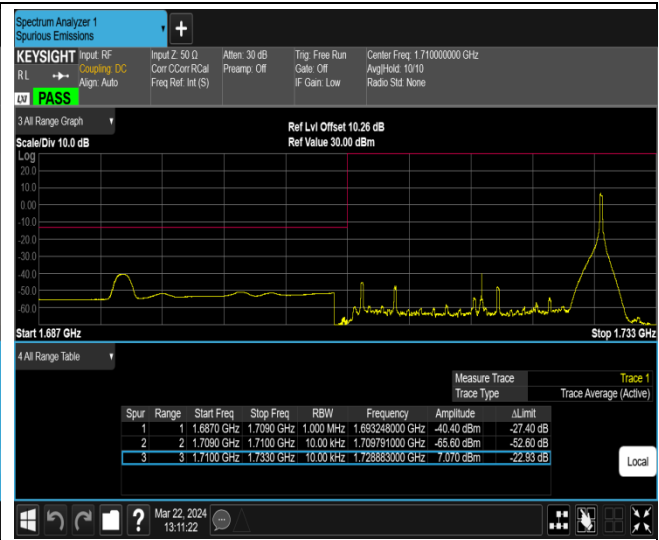 Spectrum Analyzer 1
Spurious Emissions
KEYSIGHT
RL
LXI
PASS
Input: RF
Coupling: DC
Align: Auto
Input Z: 50 Ω
Corr CCorr RCal
Freq Ref: Int (S)
Atten: 30 dB
Preamp: Off
Trig: Free Run
Gate: Off
IF Gain: Low
Center Freq: 1.710000000 GHz
Avg|Hold: 10/10
Radio Std: None
3 All Range Graph
Scale/Div 10.0 dB
Ref Lvl Offset 10.26 dB
Ref Value 30.00 dBm
Log
20.0
10.0
0.00
-10.0
-20.0
-30.0
-40.0
-50.0
-60.0
Start 1.687 GHz
Stop 1.733 GHz
4 All Range Table
Measure Trace Trace 1
Trace Type Trace Average (Active)
Spur Range Start Freq Stop Freq RBW Frequency Amplitude ΔLimit
1 1 1.6870 GHz 1.7090 GHz 1.000 MHz 1.693248000 GHz -40.40 dBm -27.40 dB
2 2 1.7090 GHz 1.7100 GHz 10.00 kHz 1.709791000 GHz -65.60 dBm -52.60 dB
3 3 1.7100 GHz 1.7330 GHz 10.00 kHz 1.728883000 GHz 7.070 dBm -22.93 dB
Local
?
Mar 22, 2024
13:11:22